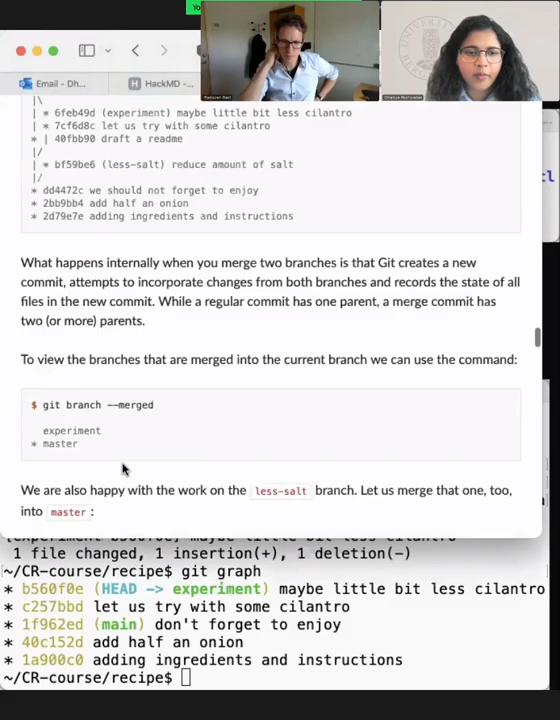 Yo
Email - Dh...
HackMD -...
|\
| * 6feb49d (experiment) maybe little bit less cilantro
| * 7cf6d8c let us try with some cilantro
* | 40fbb90 draft a readme
|/
| * bf59be6 (less-salt) reduce amount of salt
|/
* dd4472c we should not forget to enjoy
* 2bb9bb4 add half an onion
* 2d79e7e adding ingredients and instructions
What happens internally when you merge two branches is that Git creates a new
commit, attempts to incorporate changes from both branches and records the state of all
files in the new commit. While a regular commit has one parent, a merge commit has
two (or more) parents.
To view the branches that are merged into the current branch we can use the command:
$ git branch --merged
experiment
* master
We are also happy with the work on the less-salt branch. Let us merge that one, too,
into master :
1 file changed, 1 insertion(+), 1 deletion(-)
~/CR-course/recipe$ git graph
* b560f0e (HEAD -> experiment) maybe little bit less cilantro
* c257bbd let us try with some cilantro
* 1f962ed (main) don't forget to enjoy
* 40c152d add half an onion
* 1a900c0 adding ingredients and instructions
~/CR-course/recipe$